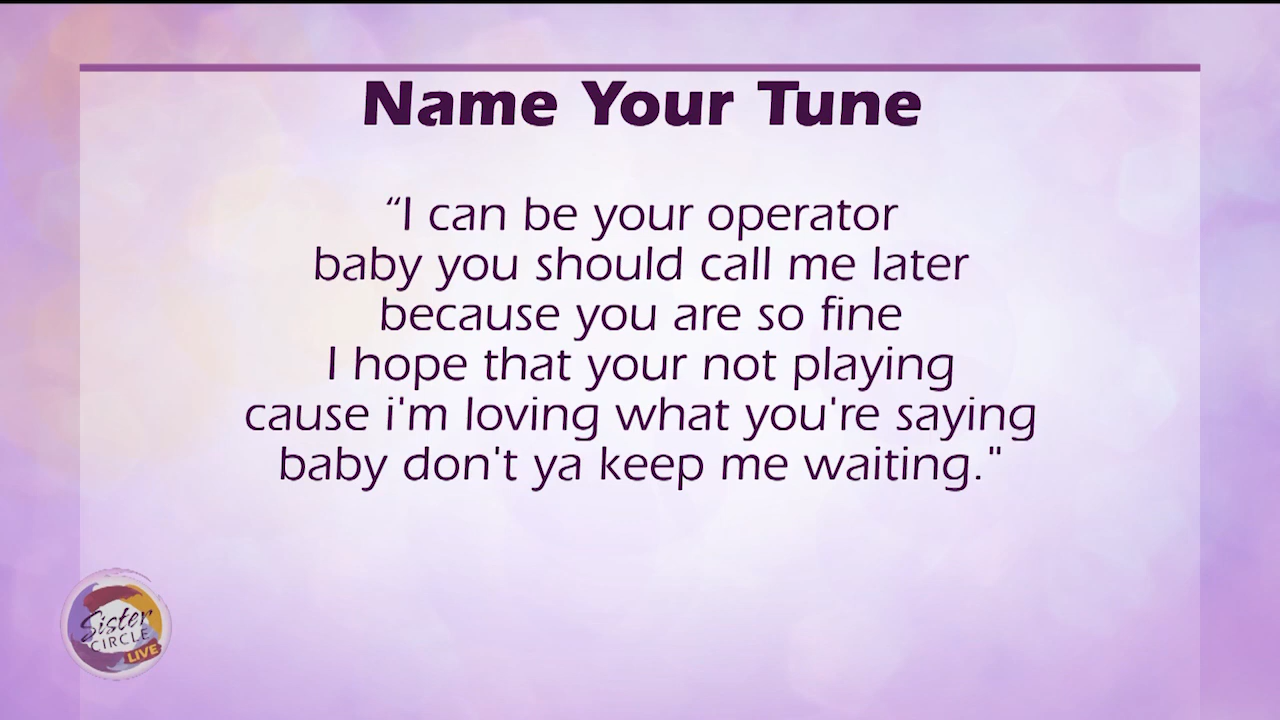 Name Your Tune
“I can be your operator
baby you should call me later
because you are so fine
I hope that your not playing
cause i'm loving what you're saying
baby don't ya keep me waiting."
Sister
CIRCLE
LIVE